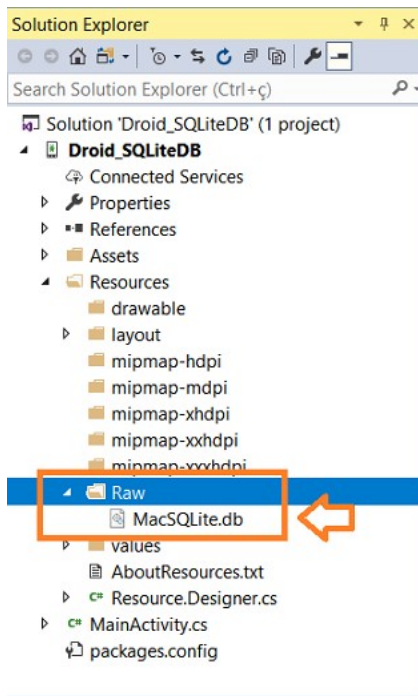 Solution Explorer
Search Solution Explorer (Ctrl+ç)
Solution 'Droid_SQLiteDB' (1 project)
Droid_SQLiteDB
Connected Services
Properties
References
Assets
Resources
drawable
layout
mipmap-hdpi
mipmap-mdpi
mipmap-xhdpi
mipmap-xxhdpi
mipmap-xxxhdpi
Raw
MacSQLite.db
values
AboutResources.txt
C# Resource.Designer.cs
C# MainActivity.cs
packages.config